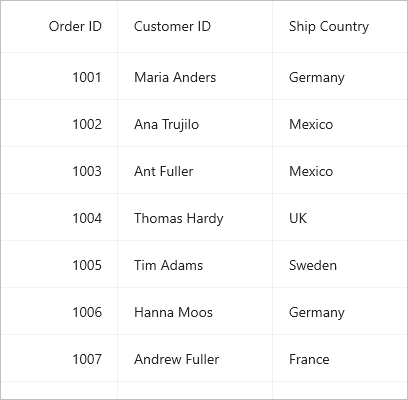 Order ID Customer ID Ship Country
1001 Maria Anders Germany
1002 Ana Trujilo Mexico
1003 Ant Fuller Mexico
1004 Thomas Hardy UK
1005 Tim Adams Sweden
1006 Hanna Moos Germany
1007 Andrew Fuller France